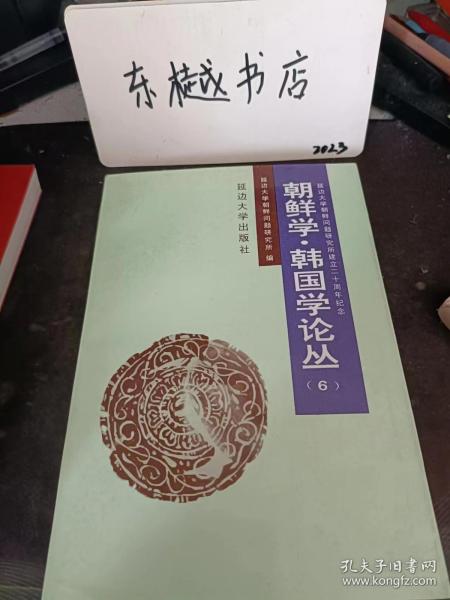 东樾书店
2023
延边大学朝鲜问题研究所建立二十周年纪念
朝鲜学·韩国学论丛
（6）
延边大学朝鲜问题研究所 编
延边大学出版社
孔夫子旧书网
www.kongfz.com